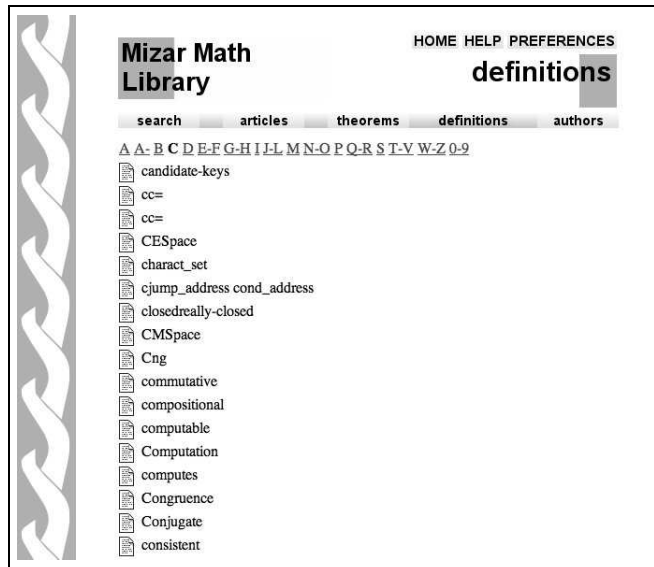 HOME HELP PREFERENCES
Mizar Math
Library
definitions
search articles theorems definitions authors
A A- B C D E-F G-H I J-L M N-O P Q-R S T-V W-Z 0-9
candidate-keys
cc=
cc=
CESpace
charact_set
cjump_address cond_address
closedreally-closed
CMSpace
Cng
commutative
compositional
computable
Computation
computes
Congruence
Conjugate
consistent